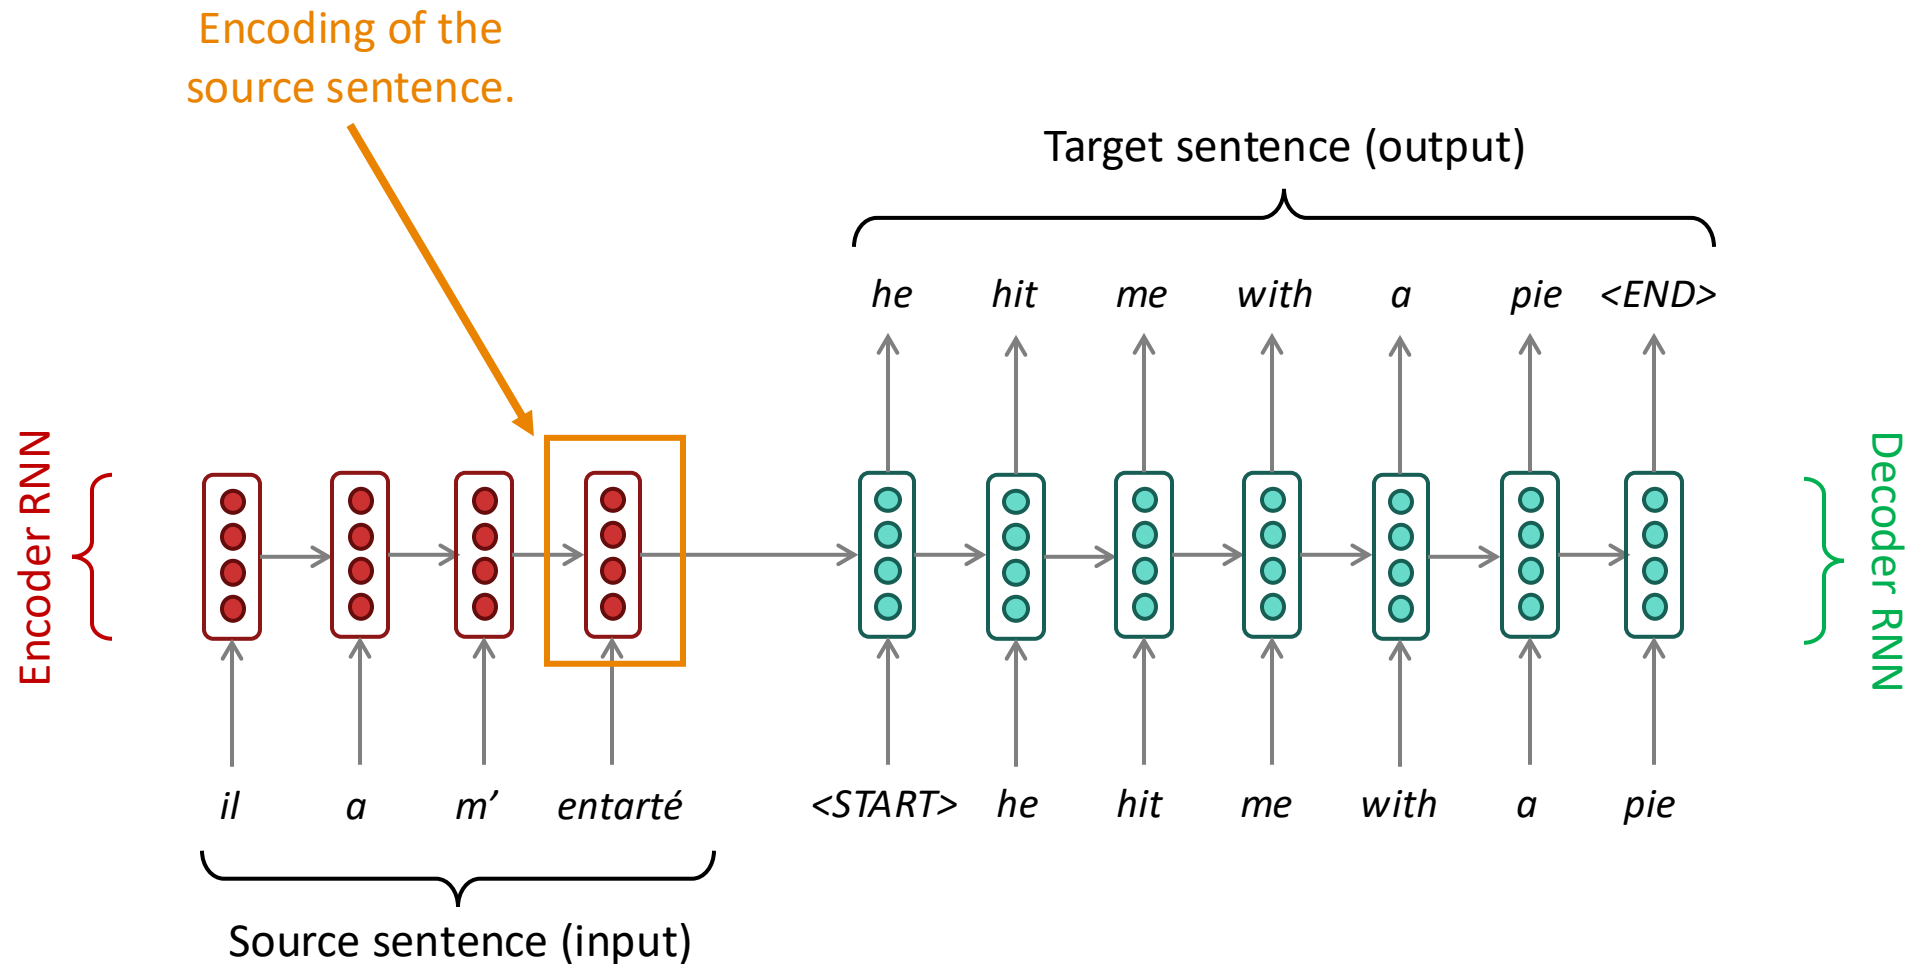 Encoding of the
source sentence.
Target sentence (output)
he hit me with a pie <END>
Encoder RNN
Decoder RNN
il a m’ entarté <START> he hit me with a pie
Source sentence (input)